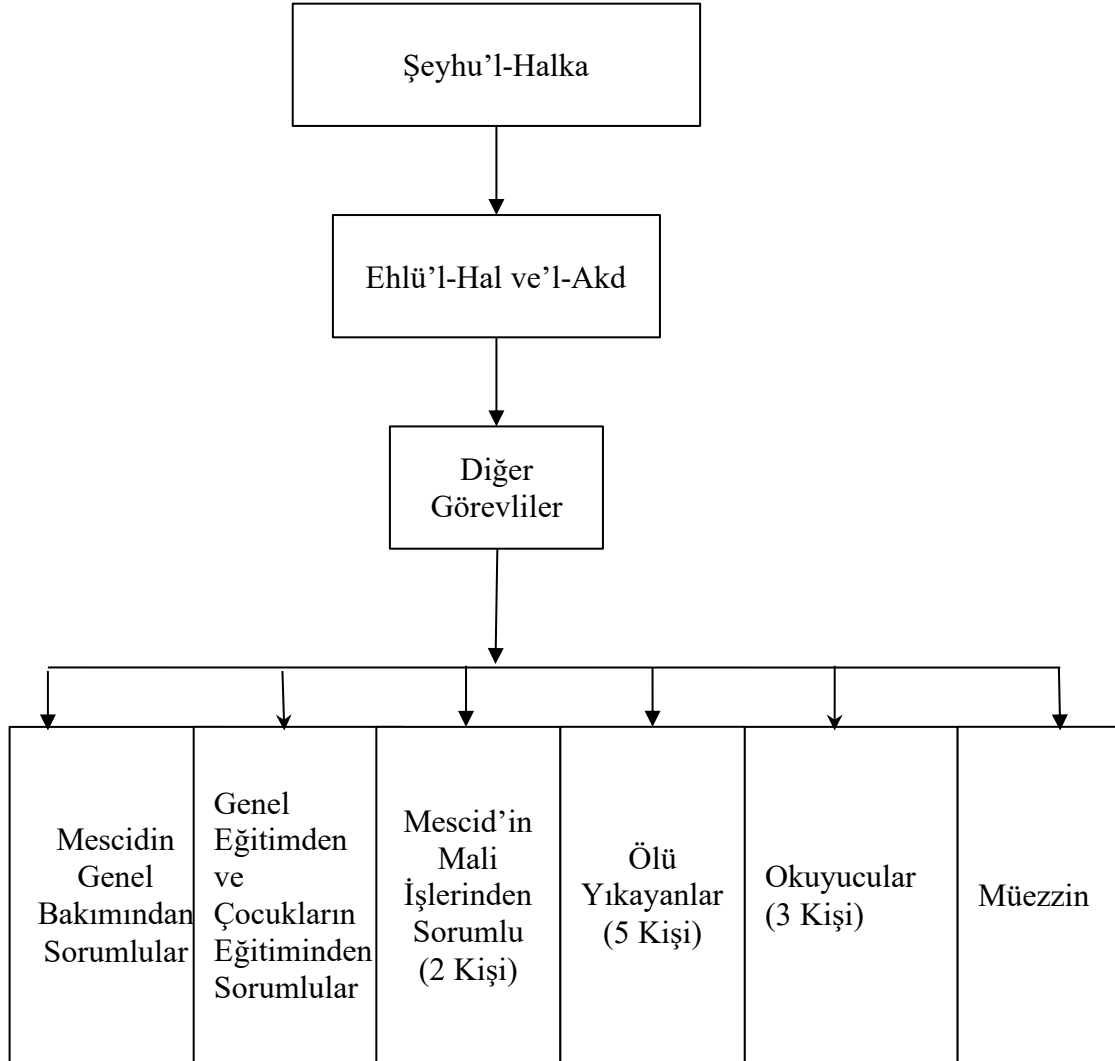 Şeyhu’l-Halka
Ehlü’l-Hal ve’l-Akd
Diğer
Görevliler
Mescidin
Genel
Bakımından
Sorumlular
Genel
Eğitimden
ve
Çocukların
Eğitiminden
Sorumlular
Mescid’in
Mali
İşlerinden
Sorumlu
(2 Kişi)
Ölü
Yıkayanlar
(5 Kişi)
Okuyucular
(3 Kişi)
Müezzin